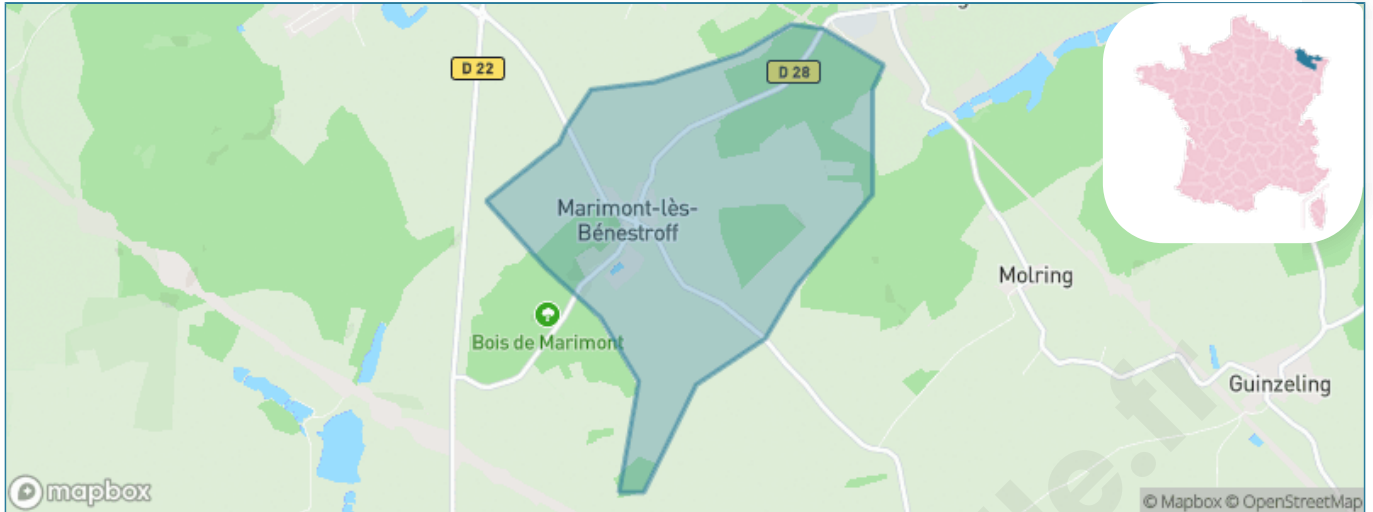 D 22
D 28
Marimont-lès-
Bénestroff
Molring
Bois de Marimont
Guinzeling
mapbox
© Mapbox © OpenStreetMap